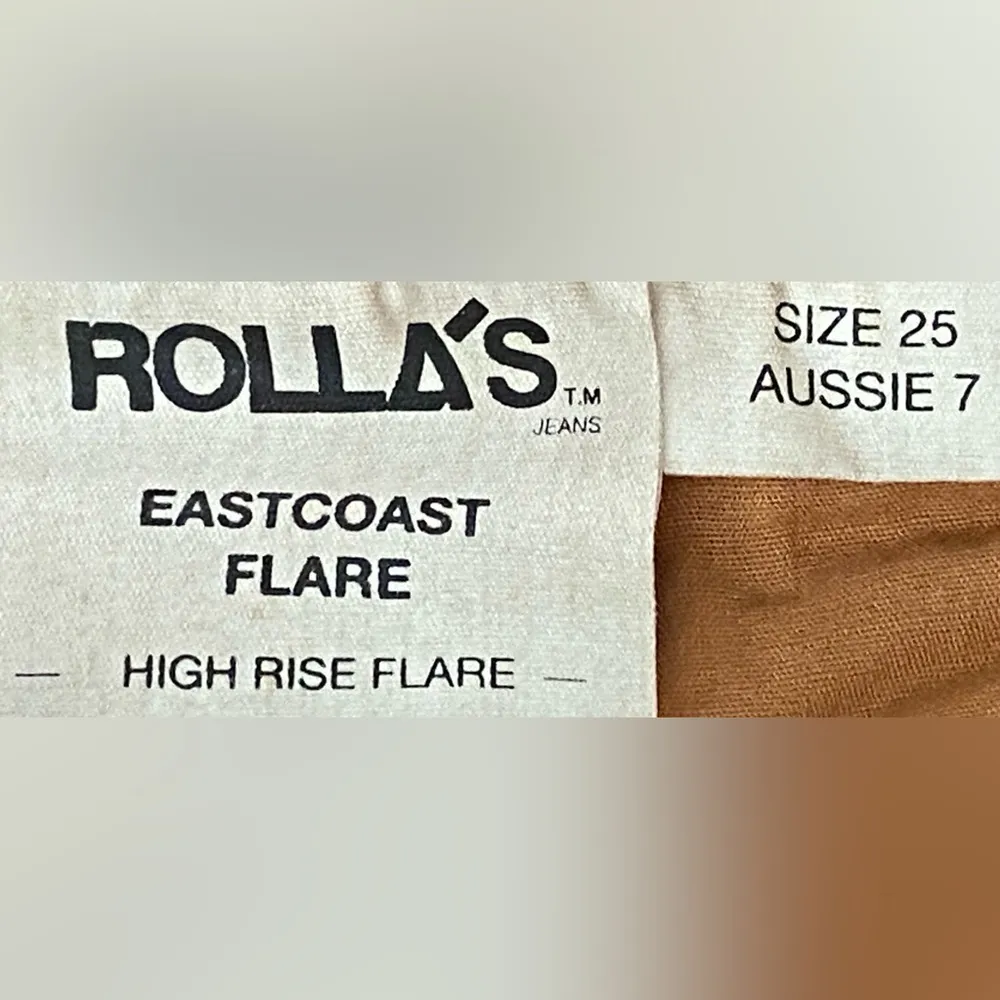 ROLLA'S T.M
JEANS
EASTCOAST
FLARE
— HIGH RISE FLARE —
SIZE 25
AUSSIE 7